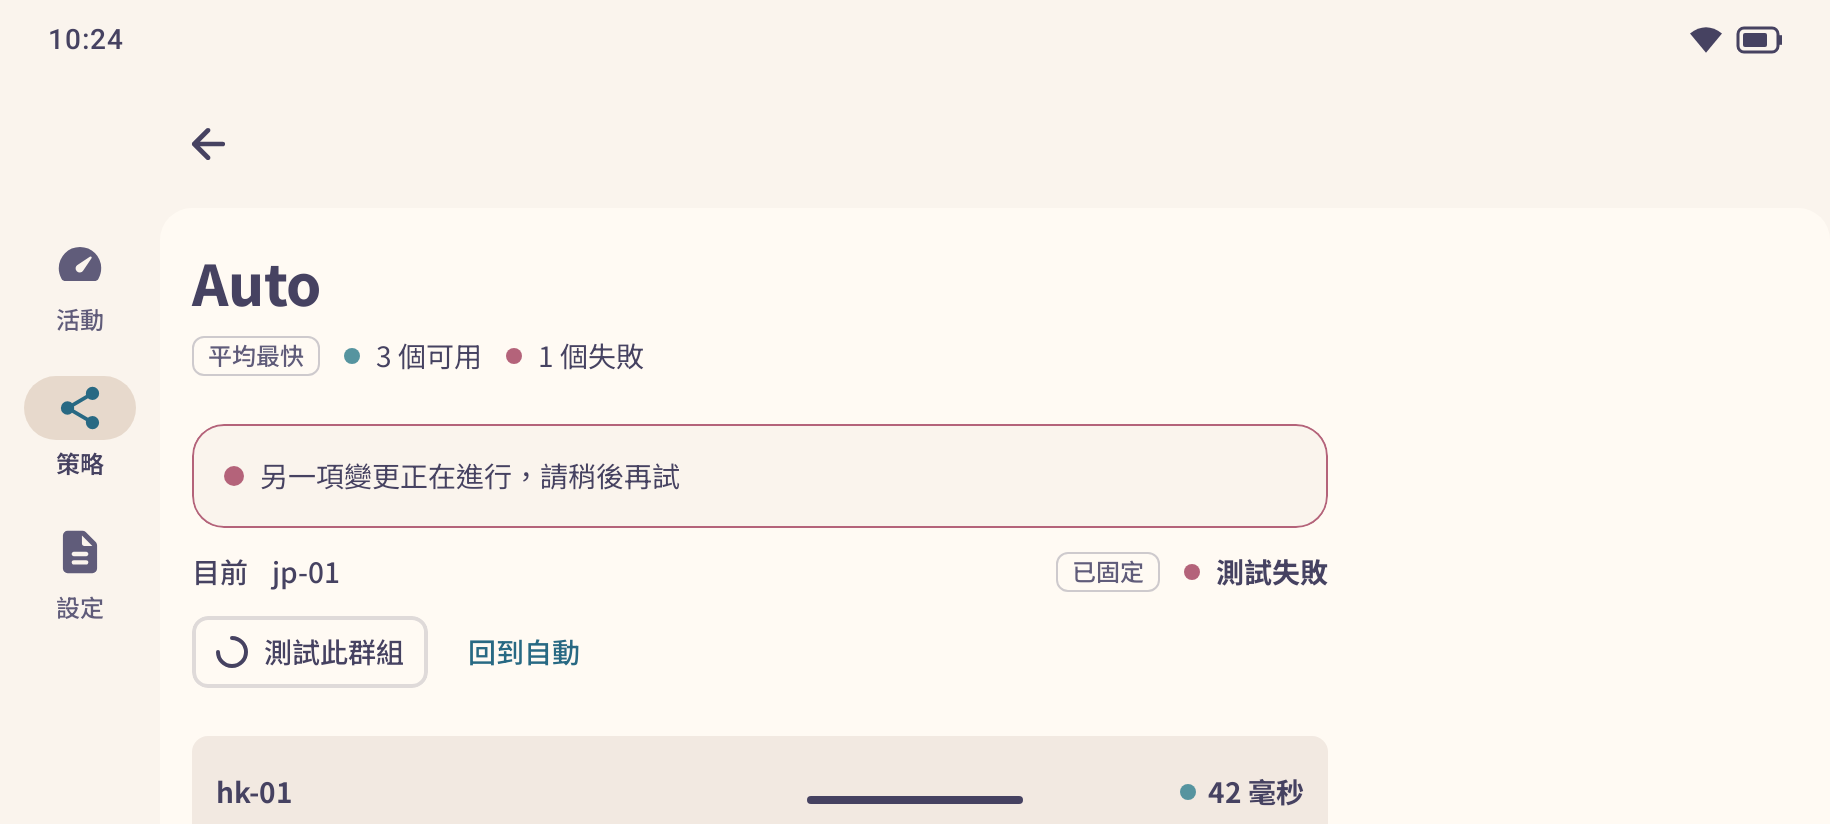 10:24
活動
策略
設定
Auto
平均最快 3 個可用 1 個失敗
另一項變更正在進行，請稍後再試
目前 jp-01 已固定 測試失敗
測試此群組 回到自動
hk-01 42 毫秒